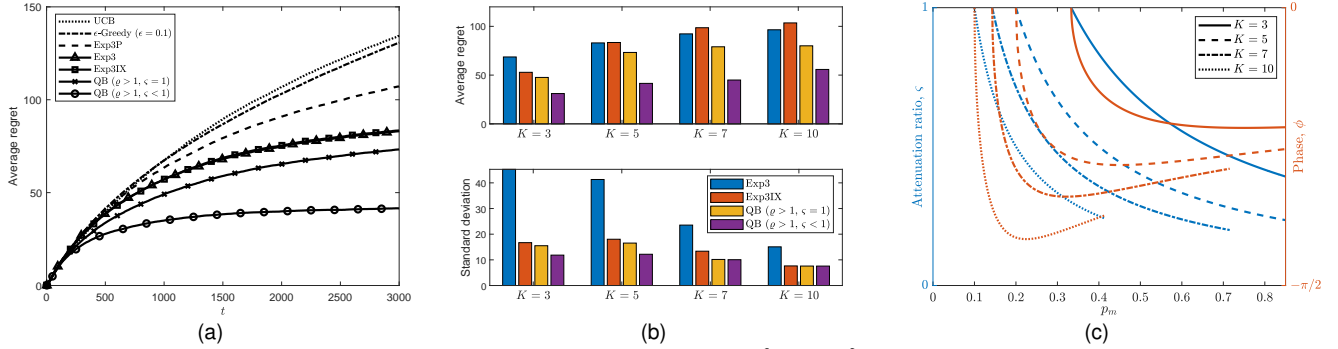 150
100
50
0
Average regret
0 500 1000 1500 2000 2500 3000
t
UCB
ϵ-Greedy (ϵ = 0.1)
Exp3P
Exp3
Exp3IX
QB (ϱ > 1, ς = 1)
QB (ϱ > 1, ς < 1)
(a)
100
50
0
Average regret
K = 3 K = 5 K = 7 K = 10
40
30
20
10
0
Standard deviation
Exp3
Exp3IX
QB (ϱ > 1, ς = 1)
QB (ϱ > 1, ς < 1)
K = 3 K = 5 K = 7 K = 10
(b)
1
0
Attenuation ratio, ς
K = 3
K = 5
K = 7
K = 10
0
Phase, ϕ
−π/2
0 0.1 0.2 0.3 0.4 0.5 0.6 0.7 0.8
p_m
(c)